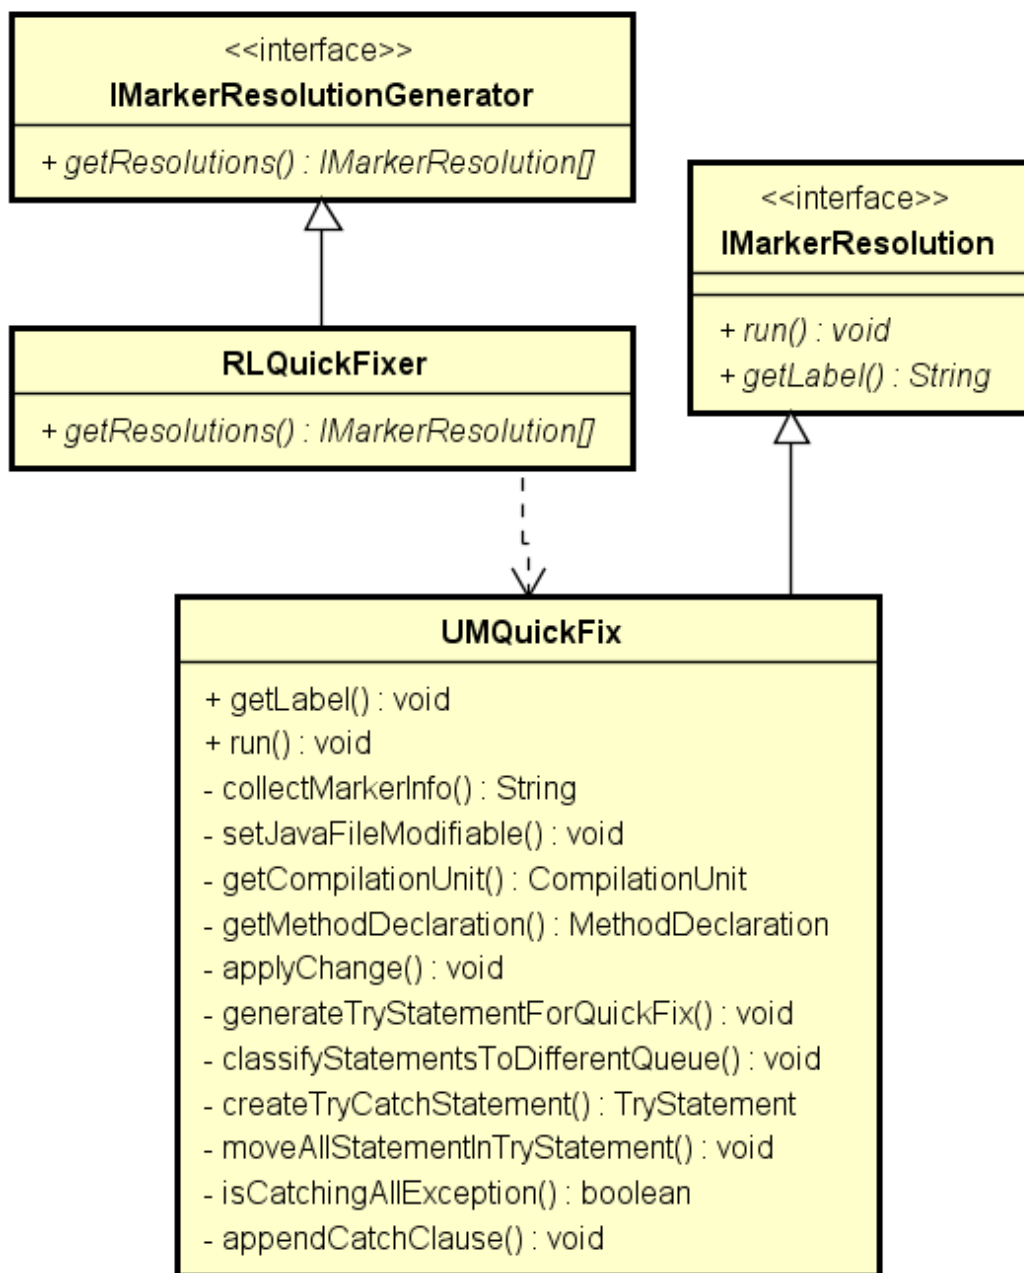 <<interface>>
IMarkerResolutionGenerator
+ getResolutions() : IMarkerResolution[]
<<interface>>
IMarkerResolution
+ run() : void
+ getLabel() : String
RLQuickFixer
+ getResolutions() : IMarkerResolution[]
UMQuickFix
+ getLabel() : void
+ run() : void
- collectMarkerInfo() : String
- setJavaFileModifiable() : void
- getCompilationUnit() : CompilationUnit
- getMethodDeclaration() : MethodDeclaration
- applyChange() : void
- generateTryStatementForQuickFix() : void
- classifyStatementsToDifferentQueue() : void
- createTryCatchStatement() : TryStatement
- moveAllStatementInTryStatement() : void
- isCatchingAllException() : boolean
- appendCatchClause() : void